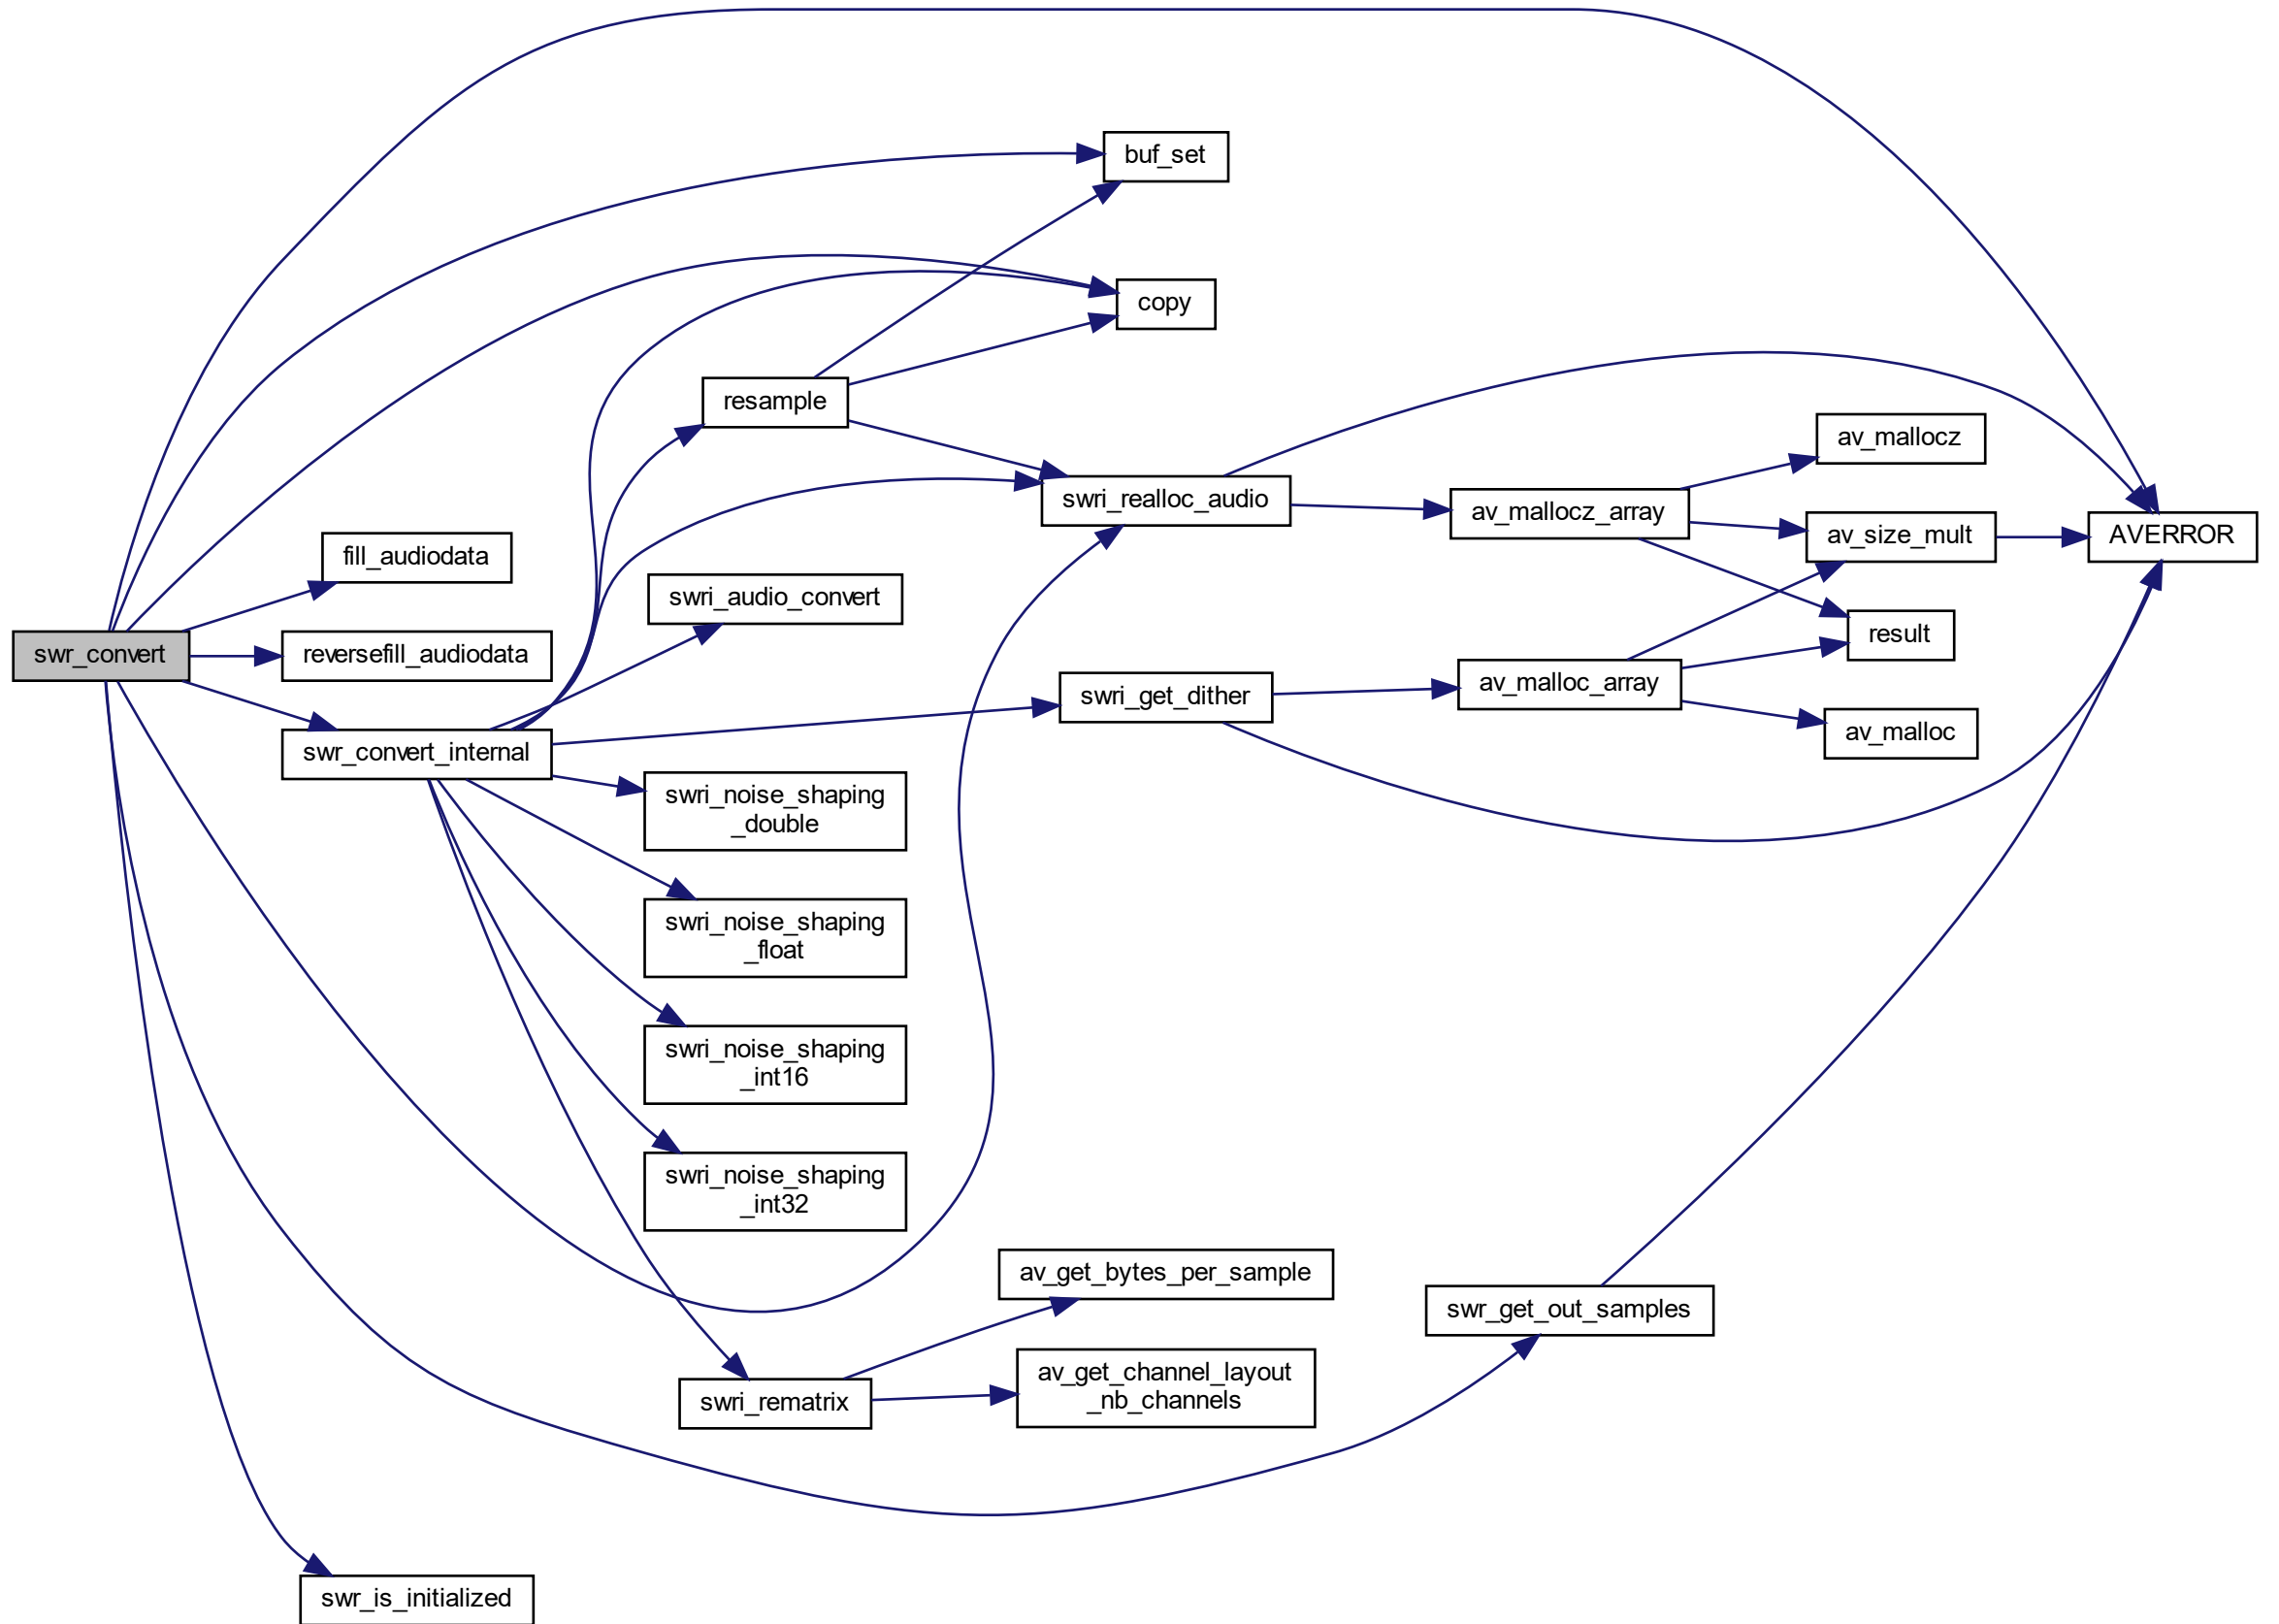 buf_set
copy
resample
av_mallocz
swri_realloc_audio
av_mallocz_array
av_size_mult
AVERROR
fill_audiodata
swri_audio_convert
result
swr_convert
reversefill_audiodata
swri_get_dither
av_malloc_array
av_malloc
swr_convert_internal
swri_noise_shaping
_double
swri_noise_shaping
_float
swri_noise_shaping
_int16
swri_noise_shaping
_int32
av_get_bytes_per_sample
swr_get_out_samples
swri_rematrix
av_get_channel_layout
_nb_channels
swr_is_initialized